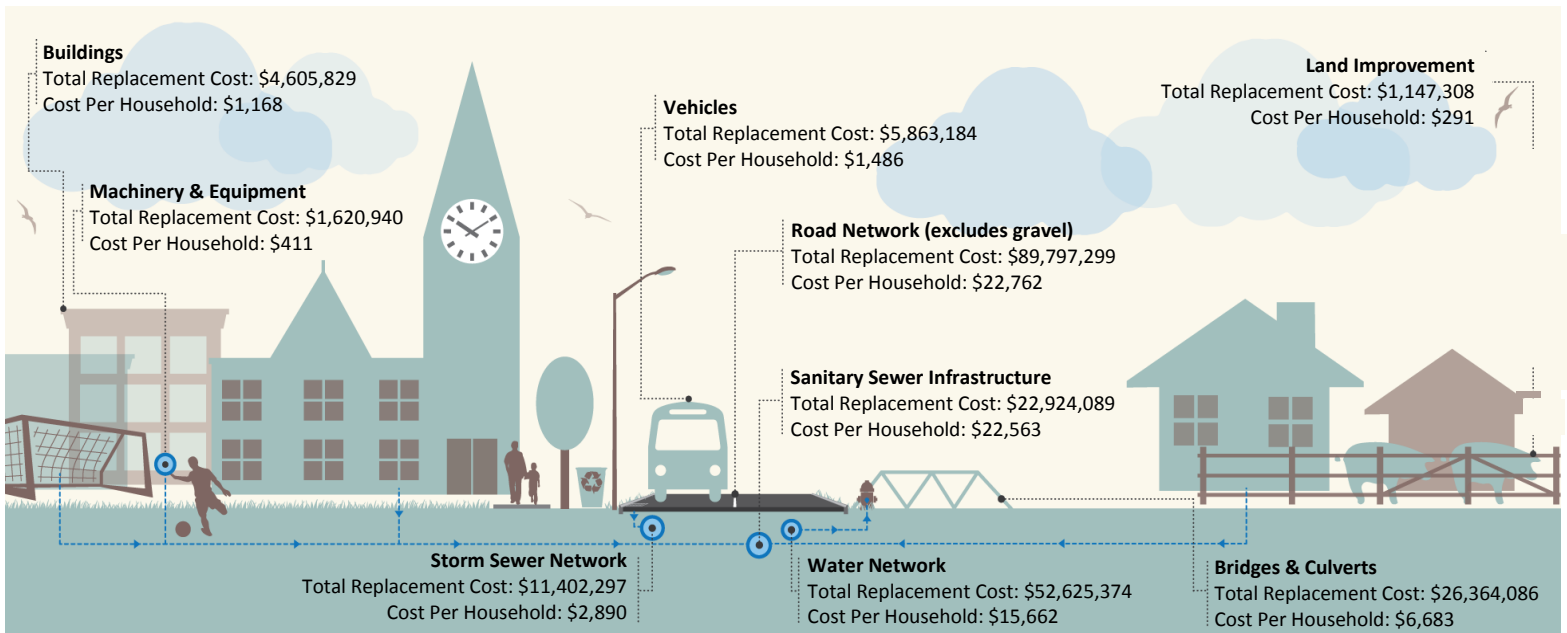 Buildings
Total Replacement Cost: $4,605,829
Cost Per Household: $1,168
Machinery & Equipment
Total Replacement Cost: $1,620,940
Cost Per Household: $411
Vehicles
Total Replacement Cost: $5,863,184
Cost Per Household: $1,486
Land Improvement
Total Replacement Cost: $1,147,308
Cost Per Household: $291
Road Network (excludes gravel)
Total Replacement Cost: $89,797,299
Cost Per Household: $22,762
Sanitary Sewer Infrastructure
Total Replacement Cost: $22,924,089
Cost Per Household: $22,563
Storm Sewer Network
Total Replacement Cost: $11,402,297
Cost Per Household: $2,890
Water Network
Total Replacement Cost: $52,625,374
Cost Per Household: $15,662
Bridges & Culverts
Total Replacement Cost: $26,364,086
Cost Per Household: $6,683